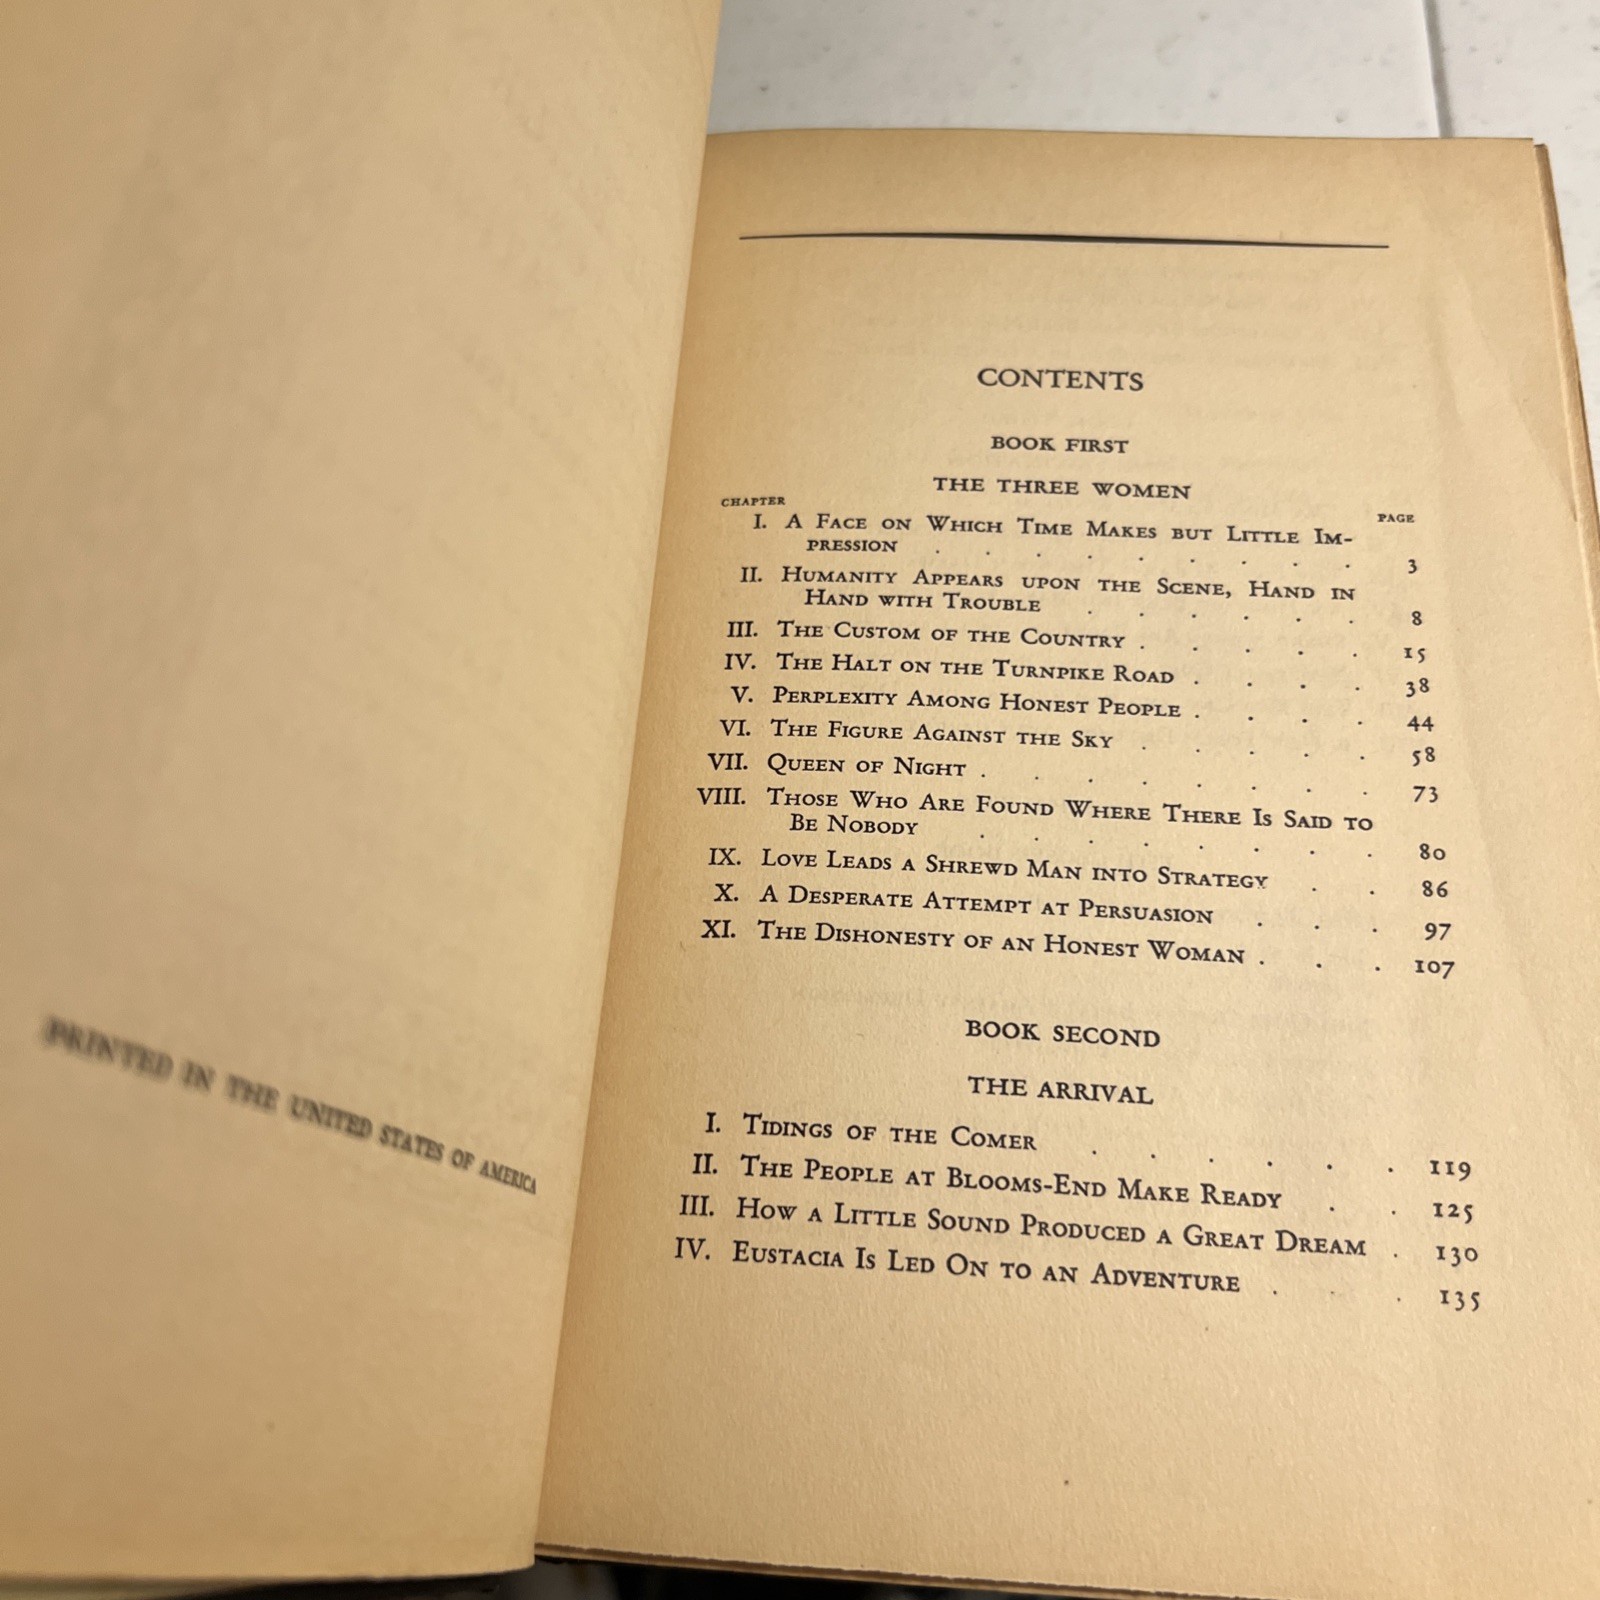 PRINTED IN THE UNITED STATES OF AMERICA
CONTENTS
BOOK FIRST
THE THREE WOMEN
CHAPTER PAGE
I. A Face on Which Time Makes but Little Im-
pression . . . . . . . . . 3
II. Humanity Appears upon the Scene, Hand in
Hand with Trouble . . . . . . 8
III. The Custom of the Country . . . . . 15
IV. The Halt on the Turnpike Road . . . . 38
V. Perplexity Among Honest People . . . . 44
VI. The Figure Against the Sky . . . . . 58
VII. Queen of Night . . . . . . . . 73
VIII. Those Who Are Found Where There Is Said to
Be Nobody . . . . . . . . 80
IX. Love Leads a Shrewd Man into Strategy . . 86
X. A Desperate Attempt at Persuasion . . . 97
XI. The Dishonesty of an Honest Woman . . . 107
BOOK SECOND
THE ARRIVAL
I. Tidings of the Comer . . . . . . 119
II. The People at Blooms-End Make Ready . . 125
III. How a Little Sound Produced a Great Dream . 130
IV. Eustacia Is Led On to an Adventure . . . 135